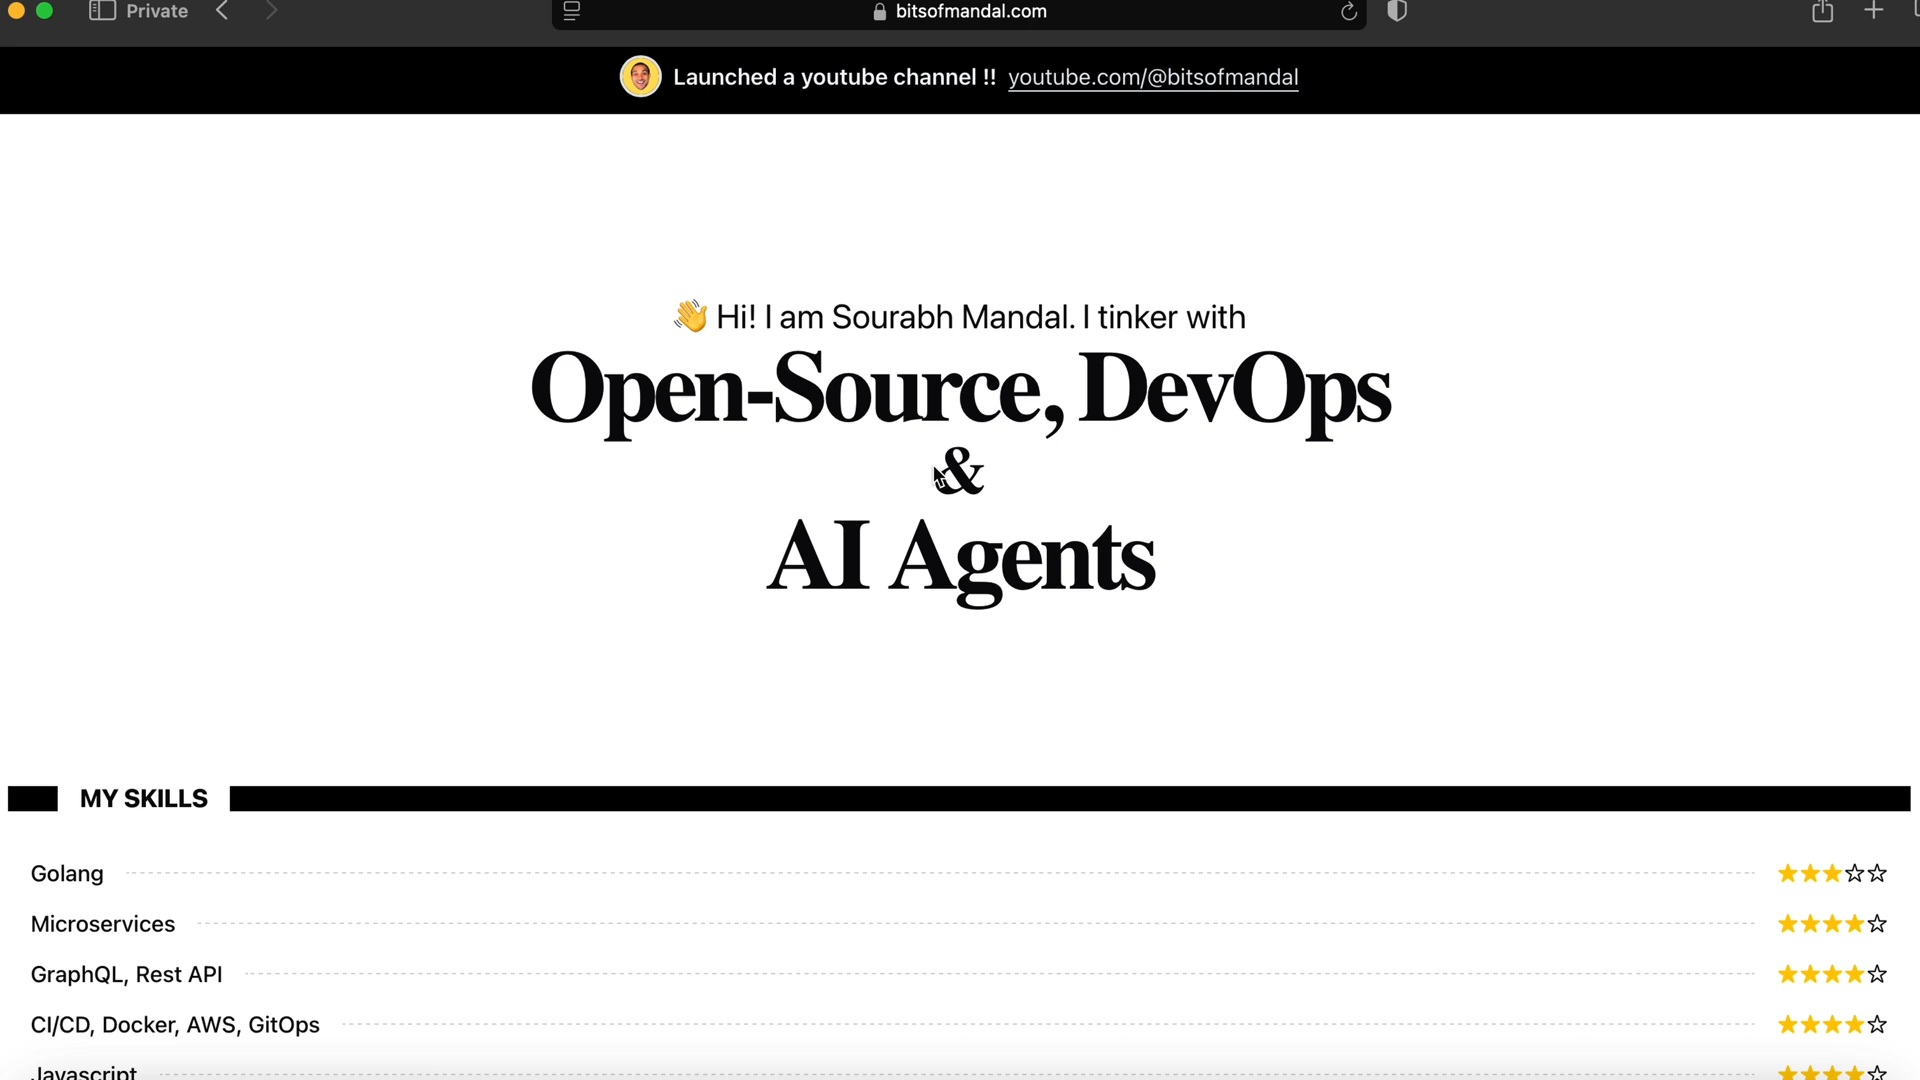 Private
bitsofmandal.com
Launched a youtube channel !! youtube.com/@bitsofmandal
👋 Hi! I am Sourabh Mandal. I tinker with
Open-Source, DevOps
&
AI Agents
MY SKILLS
Golang
Microservices
GraphQL, Rest API
CI/CD, Docker, AWS, GitOps
Javascript